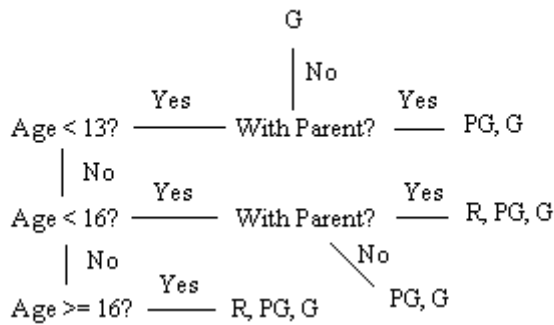 G
No
Yes Yes
Age < 13? With Parent? PG, G
No
Yes Yes
Age < 16? With Parent? R, PG, G
No No
Yes PG, G
Age >= 16? R, PG, G